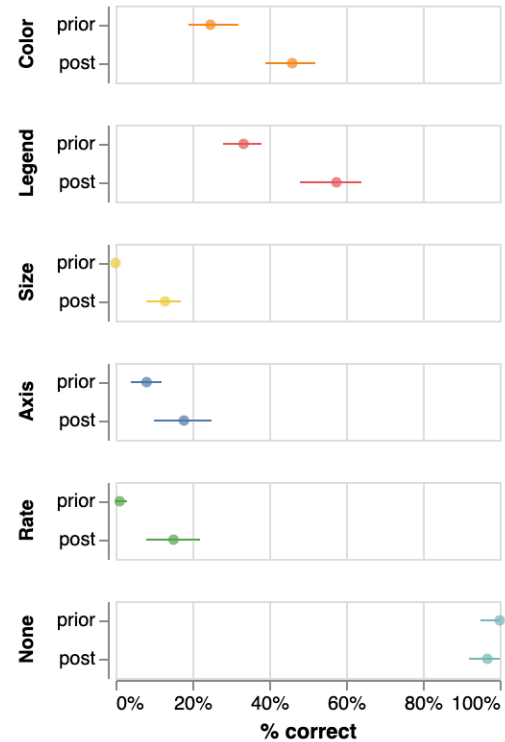 Color
prior
post
Legend
prior
post
Size
prior
post
Axis
prior
post
Rate
prior
post
None
prior
post
0% 20% 40% 60% 80% 100%
% correct